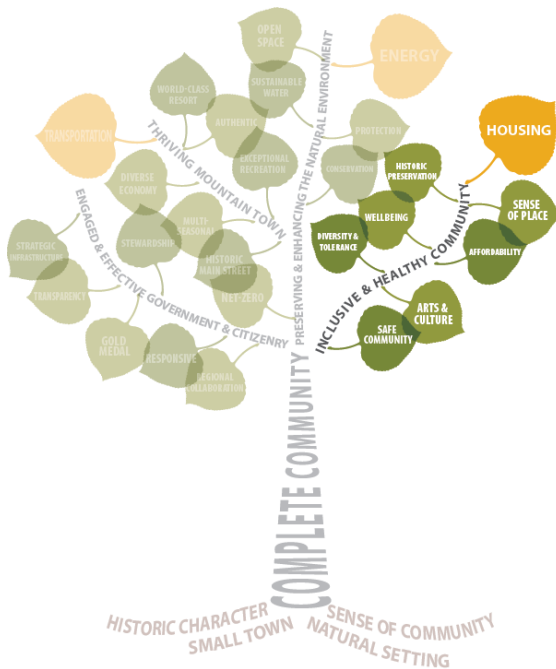 OPEN
SPACE
ENERGY
WORLD-CLASS
RESORT
SUSTAINABLE
WATER
AUTHENTIC
TRANSPORTATION
THRIVING MOUNTAIN TOWN
PROTECTION
HOUSING
EXCEPTIONAL
RECREATION
CONSERVATION
HISTORIC
PRESERVATION
DIVERSE
ECONOMY
PRESERVING & ENHANCING THE NATURAL ENVIRONMENT
SENSE
OF PLACE
MULTI-
SEASONAL
WELLBEING
STRATEGIC
INFRASTRUCTURE
STEWARDSHIP
HISTORIC
MAIN STREET
DIVERSITY &
TOLERANCE
AFFORDABILITY
TRANSPARENCY
NET-ZERO
INCLUSIVE & HEALTHY COMMUNITY
ENGAGED & EFFECTIVE GOVERNMENT & CITIZENRY
ARTS &
CULTURE
GOLD
MEDAL
RESPONSIVE
SAFE
COMMUNITY
REGIONAL
COLLABORATION
COMPLETE COMMUNITY
HISTORIC CHARACTER
SMALL TOWN
SENSE OF COMMUNITY
NATURAL SETTING